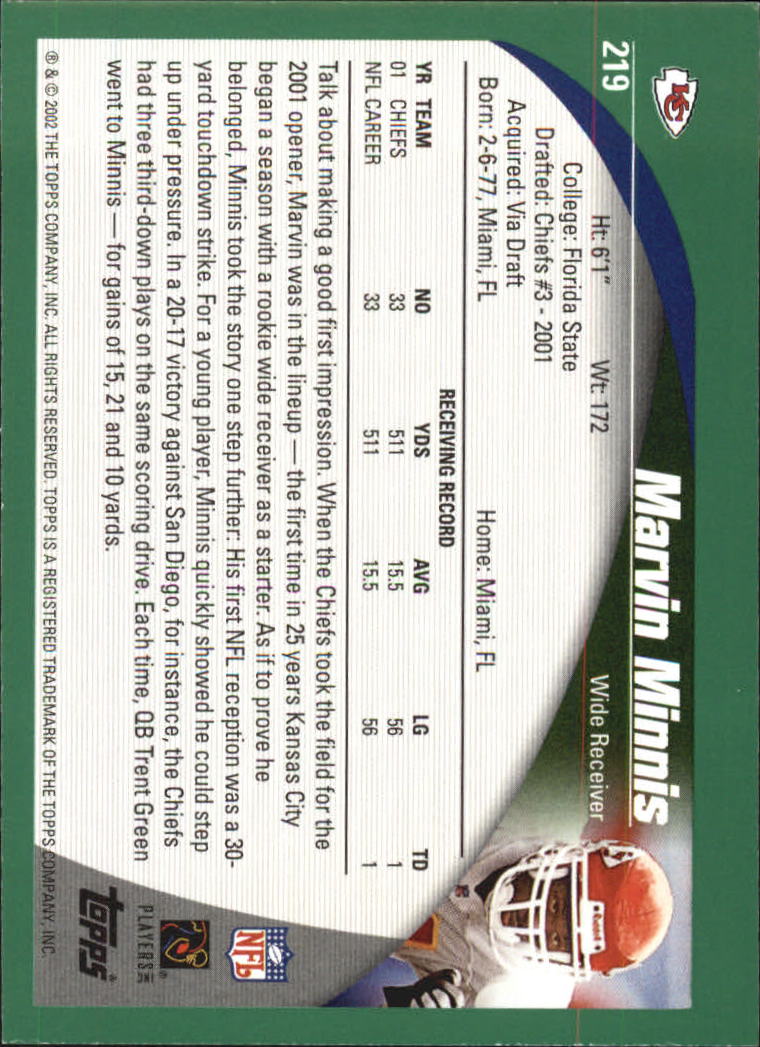 219
KC
Marvin Minnis
Wide Receiver
Ht: 6'1" Wt: 172
College: Florida State
Drafted: Chiefs #3 - 2001
Acquired: Via Draft
Born: 2-6-77, Miami, FL Home: Miami, FL
RECEIVING RECORD
YR TEAM NO YDS AVG LG TD
01 CHIEFS 33 511 15.5 56 1
NFL CAREER 33 511 15.5 56 1
Talk about making a good first impression. When the Chiefs took the field for the
2001 opener, Marvin was in the lineup — the first time in 25 years Kansas City
began a season with a rookie wide receiver as a starter. As if to prove he
belonged, Minnis took the story one step further: His first NFL reception was a 30-
yard touchdown strike. For a young player, Minnis quickly showed he could step
up under pressure. In a 20-17 victory against San Diego, for instance, the Chiefs
had three third-down plays on the same scoring drive. Each time, QB Trent Green
went to Minnis — for gains of 15, 21 and 10 yards.
NFL
PLAYERS INC
®
topps®
® & © 2002 THE TOPPS COMPANY, INC. ALL RIGHTS RESERVED. TOPPS IS A REGISTERED TRADEMARK OF THE TOPPS COMPANY, INC.